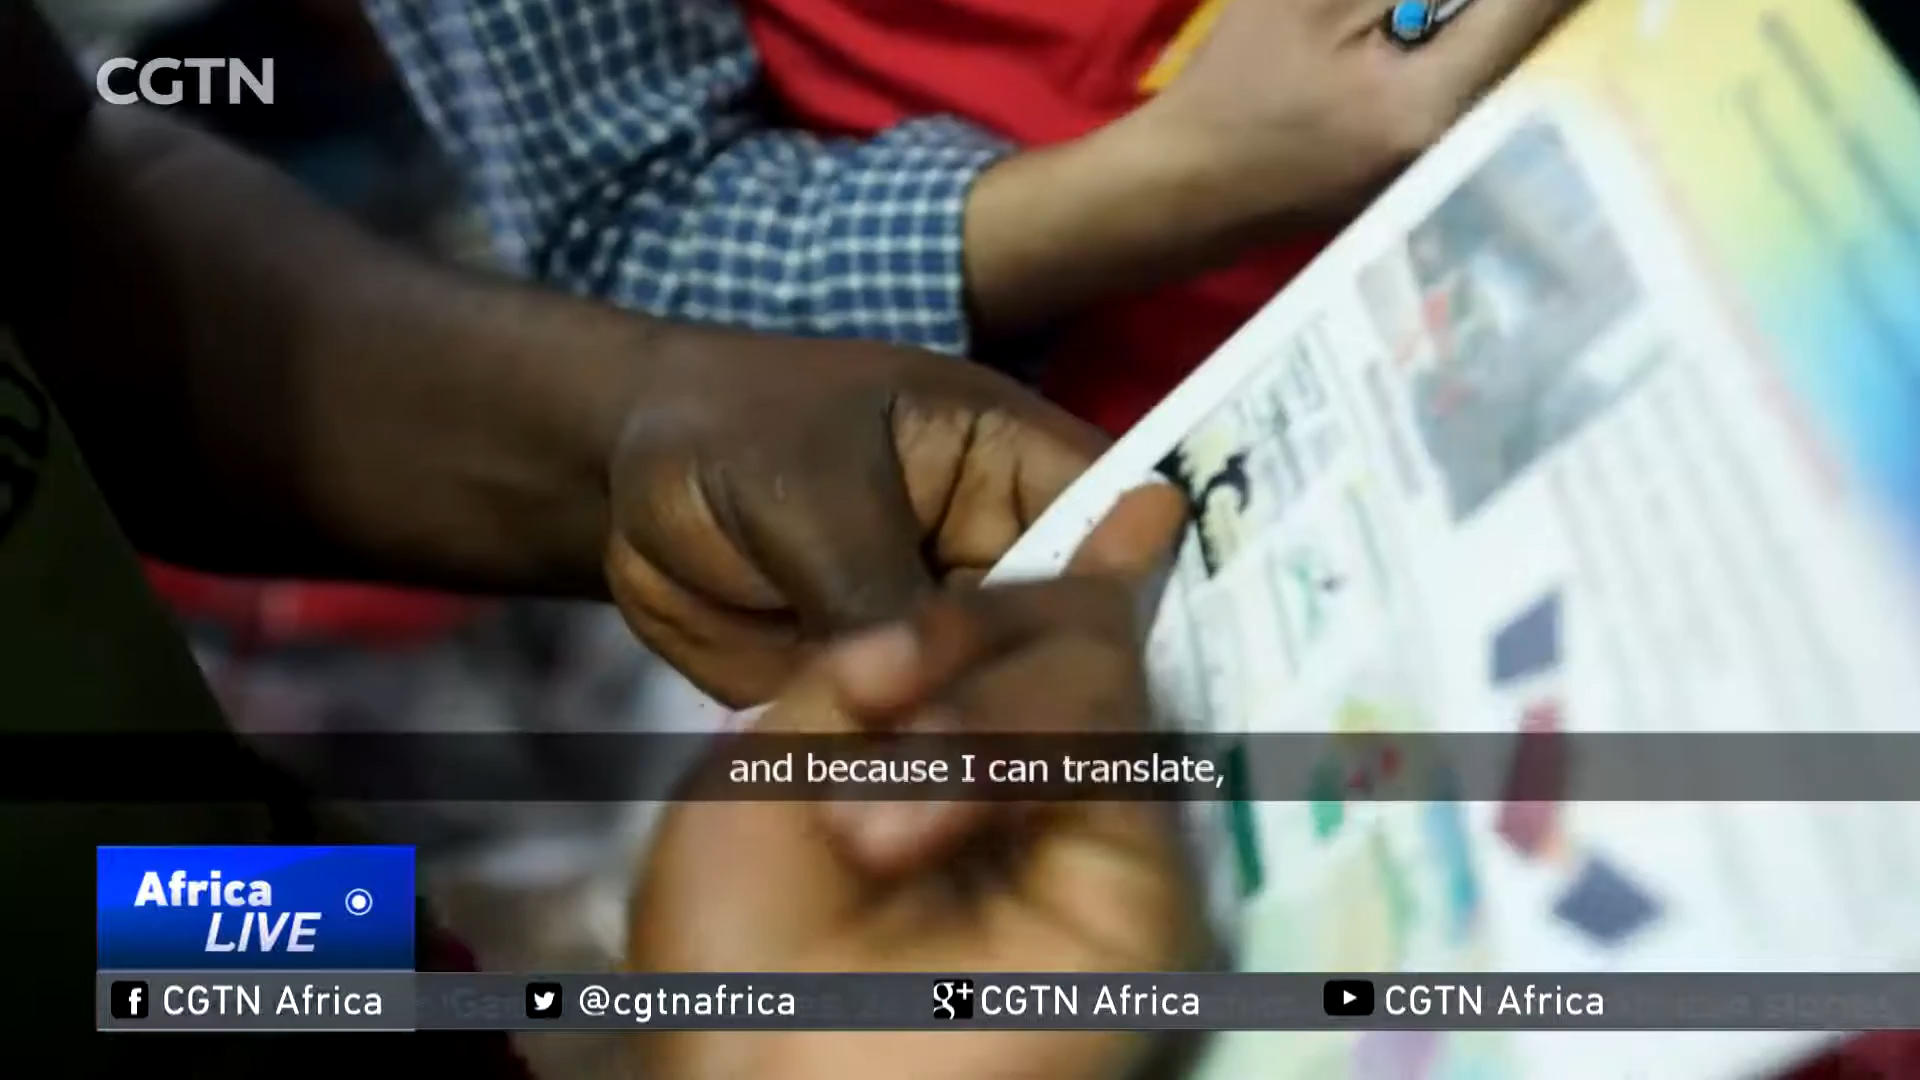 CGTN
and because I can translate,
Africa
LIVE
CGTN Africa
@cgtnafrica
g+ CGTN Africa
CGTN Africa